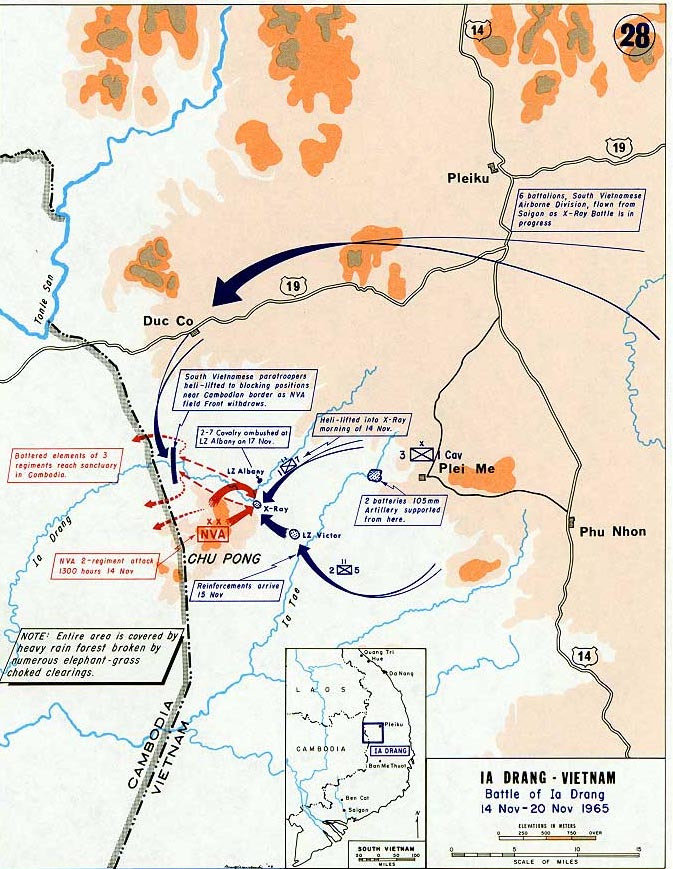 28
14
19
Pleiku
6 battalions, South Vietnamese
Airborne Division, flown from
Saigon as X-Ray Battle is in
progress
Tonle San
19
Duc Co
South Vietnamese paratroopers
heli-lifted to blocking positions
near Cambodian border as NVA
field Front withdraws.
2-7 Cavalry ambushed at
LZ Albany on 17 Nov.
Heli-lifted into X-Ray
morning of 14 Nov.
Battered elements of 3
regiments reach sanctuary
in Cambodia.
LZ Albany
7
X
3 1 Cav
Plei Me
X-Ray
2 batteries 105mm
Artillery supported
from here.
XX
NVA
LZ Victor
Phu Nhon
Ia Drang
CHU PONG
NVA 2-regiment attack
1300 hours 14 Nov
II
2 5
Reinforcements arrive
15 Nov
Ia Tae
NOTE: Entire area is covered by
heavy rain forest broken by
numerous elephant-grass
choked clearings.
14
CAMBODIA
VIETNAM
Quang Tri
Hue
Da Nang
LAOS
Pleiku
CAMBODIA
IA DRANG
Ban Me Thuot
Ben Cat
Saigon
SOUTH VIETNAM
50 0 50 100
MILES
IA DRANG - VIETNAM
Battle of Ia Drang
14 Nov-20 Nov 1965
ELEVATIONS IN METERS
0 250 500 750 OVER
0 5 10 15
SCALE OF MILES